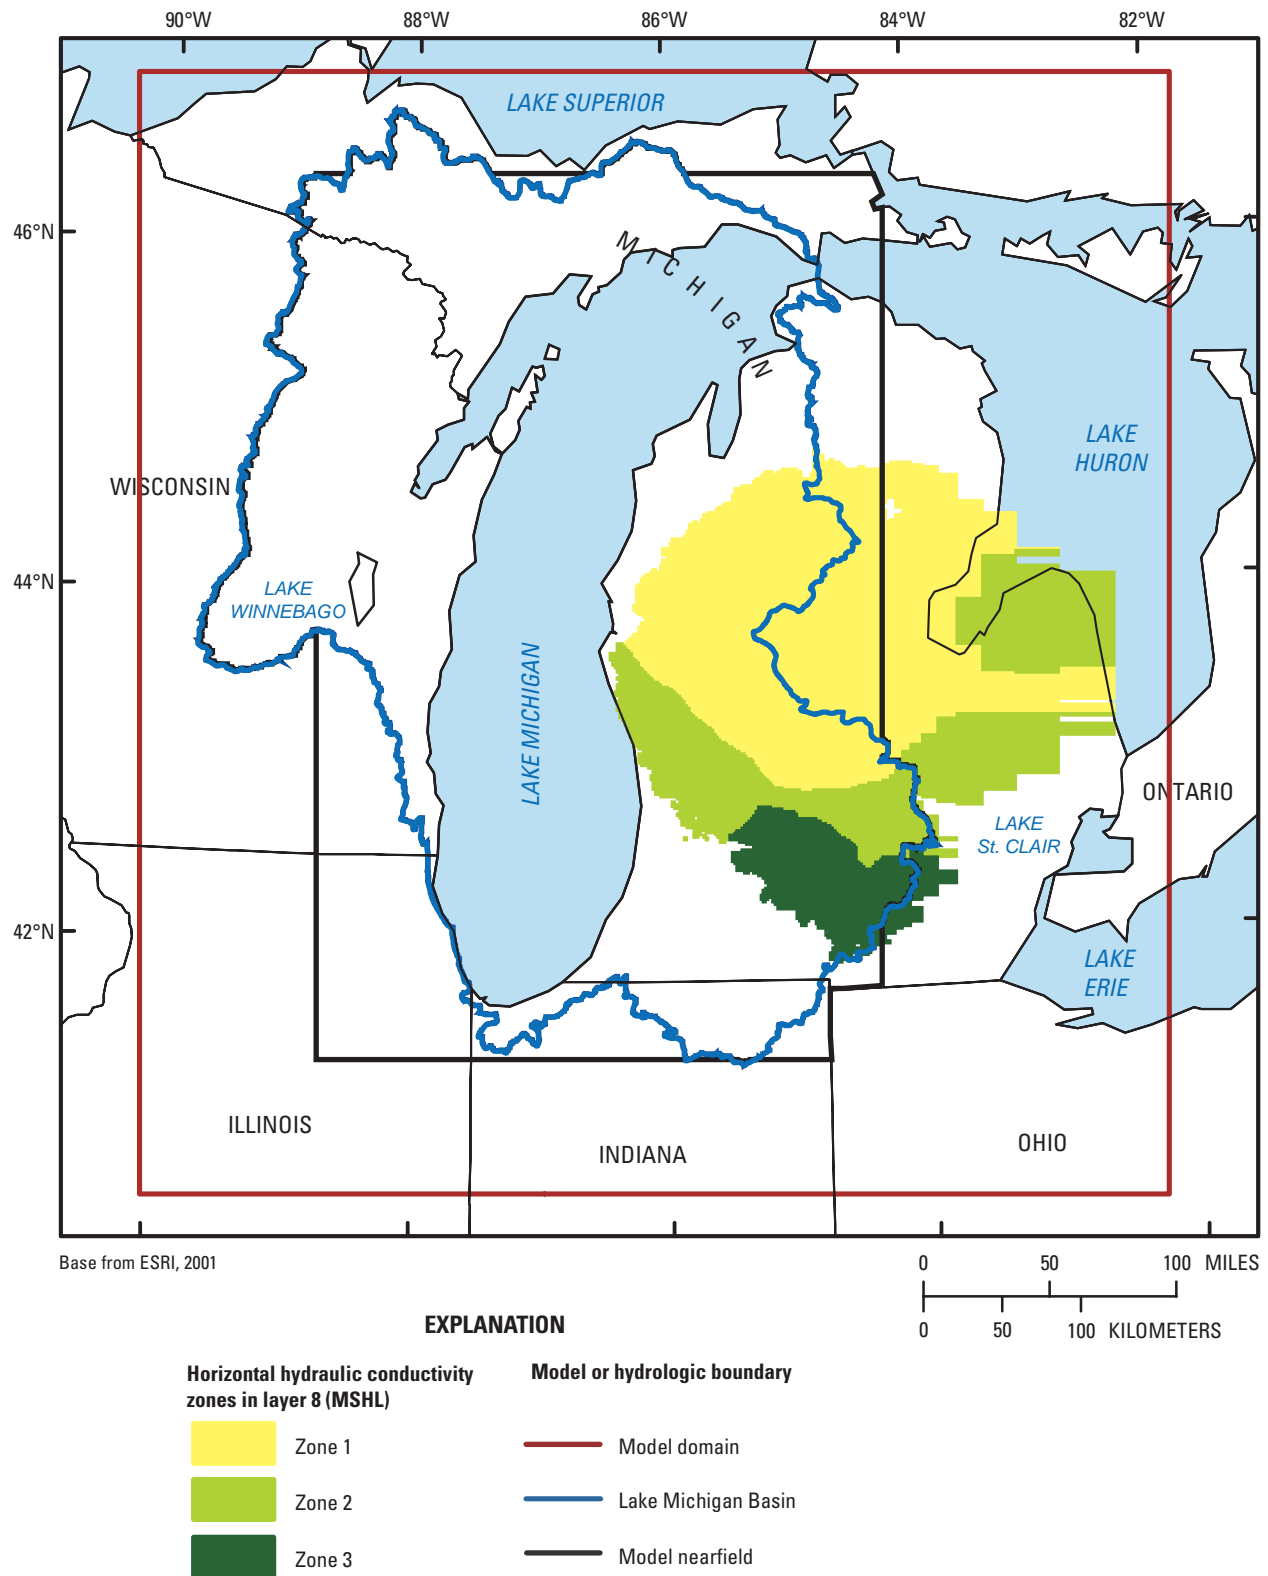 90°W 88°W 86°W 84°W 82°W
LAKE SUPERIOR
46°N
MICHIGAN
LAKE
HURON
WISCONSIN
44°N
LAKE
WINNEBAGO
LAKE MICHIGAN
ONTARIO
LAKE
St. CLAIR
42°N
LAKE
ERIE
ILLINOIS
INDIANA
OHIO
Base from ESRI, 2001
0 50 100 MILES
0 50 100 KILOMETERS
EXPLANATION
Horizontal hydraulic conductivity
zones in layer 8 (MSHL)
Zone 1
Zone 2
Zone 3
Model or hydrologic boundary
Model domain
Lake Michigan Basin
Model nearfield